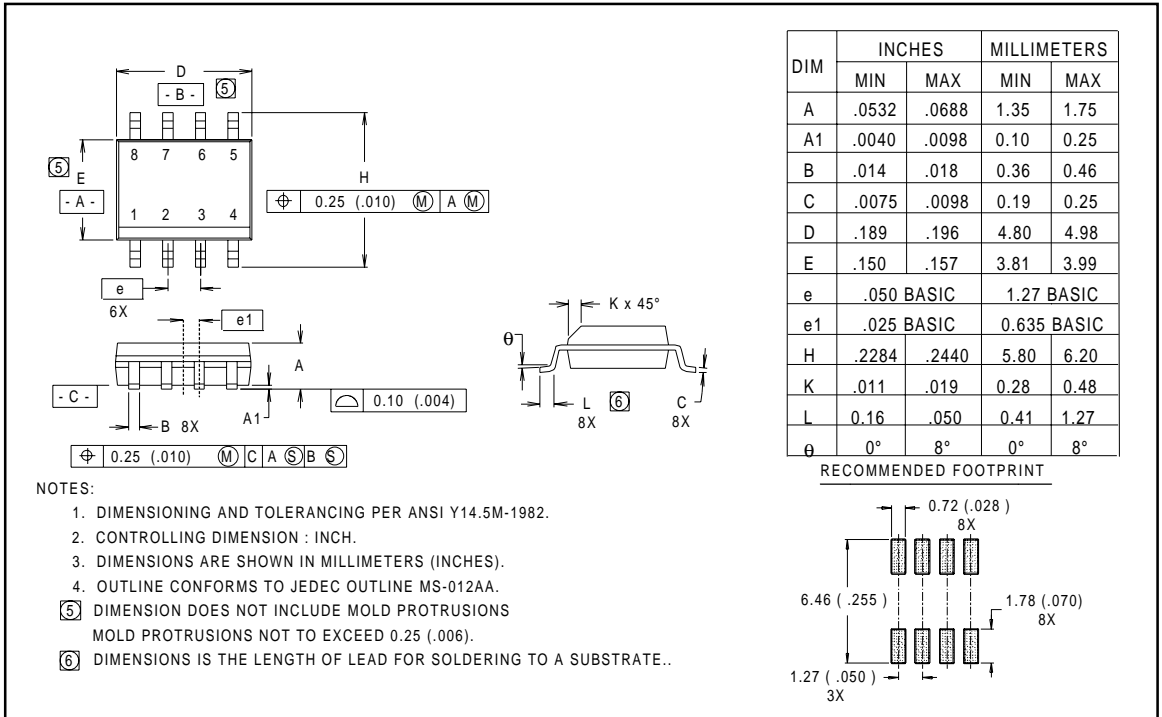 D
- B -
5
8 7 6 5
5
E
- A -
H
0.25 (.010) M A M
1 2 3 4
e
6X
e1
K x 45°
θ
A
- C -
A1
B 8X
0.10 (.004)
L
8X
6
C
8X
0.25 (.010) M C A S B S
DIM INCHES MILLIMETERS
MIN MAX MIN MAX
A .0532 .0688 1.35 1.75
A1 .0040 .0098 0.10 0.25
B .014 .018 0.36 0.46
C .0075 .0098 0.19 0.25
D .189 .196 4.80 4.98
E .150 .157 3.81 3.99
e .050 BASIC 1.27 BASIC
e1 .025 BASIC 0.635 BASIC
H .2284 .2440 5.80 6.20
K .011 .019 0.28 0.48
L 0.16 .050 0.41 1.27
θ 0° 8° 0° 8°
NOTES:
1. DIMENSIONING AND TOLERANCING PER ANSI Y14.5M-1982.
2. CONTROLLING DIMENSION : INCH.
3. DIMENSIONS ARE SHOWN IN MILLIMETERS (INCHES).
4. OUTLINE CONFORMS TO JEDEC OUTLINE MS-012AA.
5 DIMENSION DOES NOT INCLUDE MOLD PROTRUSIONS
MOLD PROTRUSIONS NOT TO EXCEED 0.25 (.006).
6 DIMENSIONS IS THE LENGTH OF LEAD FOR SOLDERING TO A SUBSTRATE..
RECOMMENDED FOOTPRINT
0.72 (.028 )
8X
6.46 ( .255 )
1.78 (.070)
8X
1.27 ( .050 )
3X